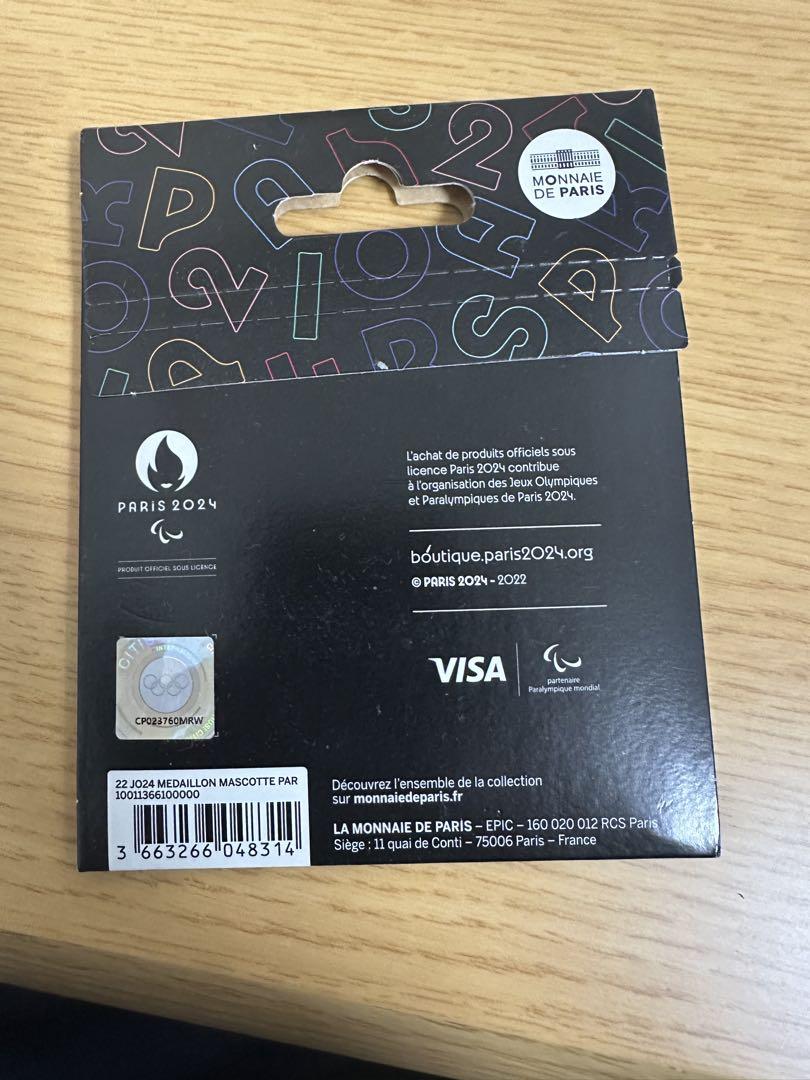 MONNAIE
DE PARIS
PARIS 2024
PRODUIT OFFICIEL SOUS LICENCE
L'achat de produits officiels sous
licence Paris 2024 contribue
à l'organisation des Jeux Olympiques
et Paralympiques de Paris 2024.
boutique.paris2024.org
© PARIS 2024 - 2022
VISA
partenaire
Paralympique mondial
CP023760MRW
22 JO24 MEDAILLON MASCOTTE PAR
10011366100000
3 663266 048314
Découvrez l'ensemble de la collection
sur monnaiedeparis.fr
LA MONNAIE DE PARIS – EPIC – 160 020 012 RCS Paris
Siège : 11 quai de Conti – 75006 Paris – France